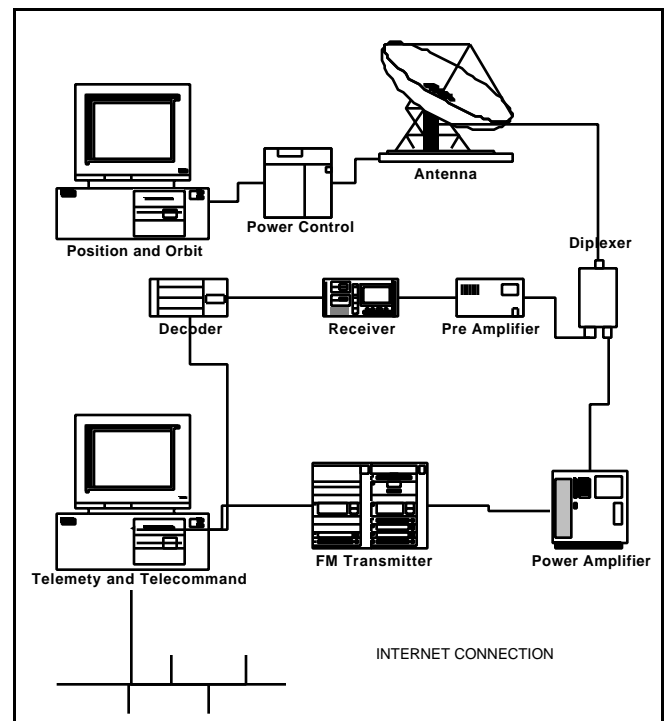 Antenna
Power Control
Position and Orbit
Diplexer
Decoder
Receiver
Pre Amplifier
Telemety and Telecommand
FM Transmitter
Power Amplifier
INTERNET CONNECTION